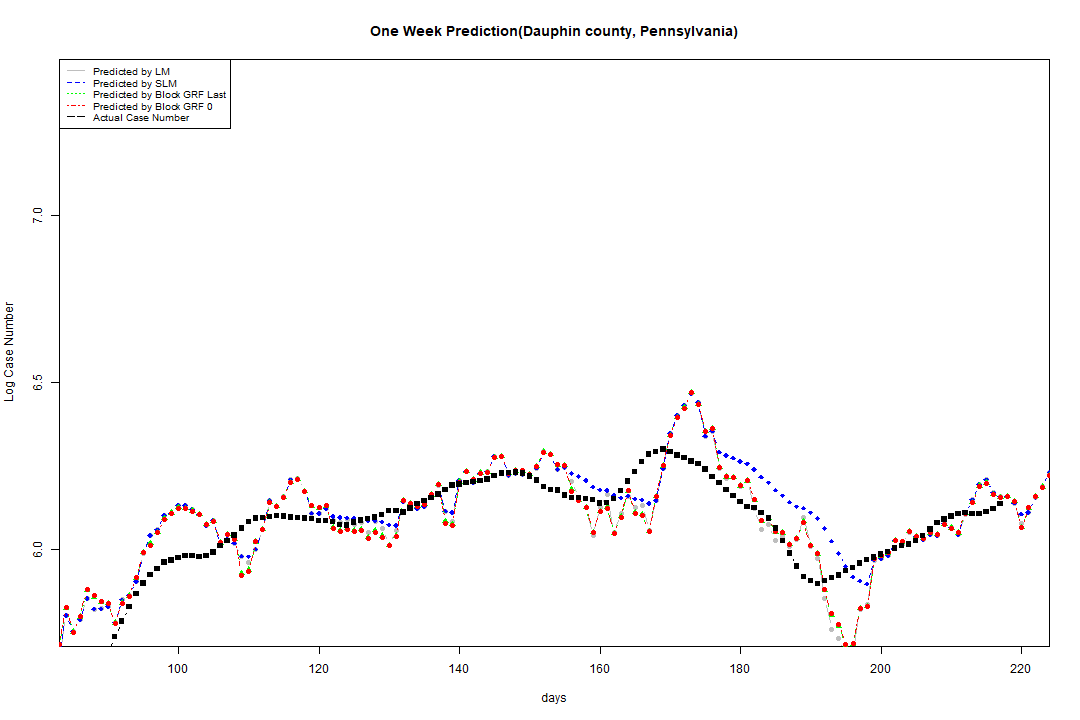 One Week Prediction(Dauphin county, Pennsylvania)
Predicted by LM
Predicted by SLM
Predicted by Block GRF Last
Predicted by Block GRF 0
Actual Case Number
Log Case Number
7.0
6.5
6.0
100 120 140 160 180 200 220
days